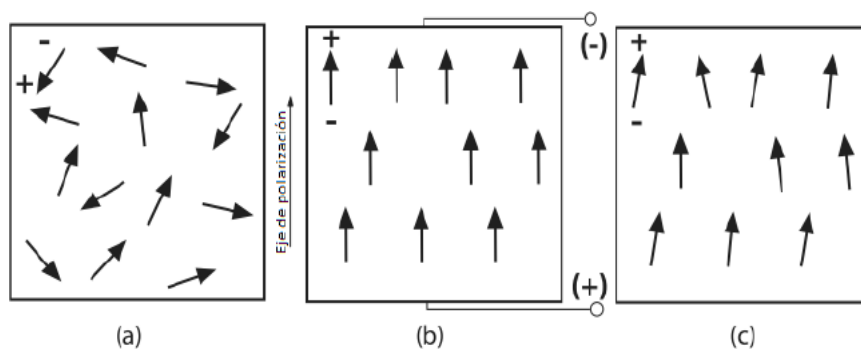 -
+
Eje de polarización
+
-
(-)
(+)
+
-
(a)
(b)
(c)